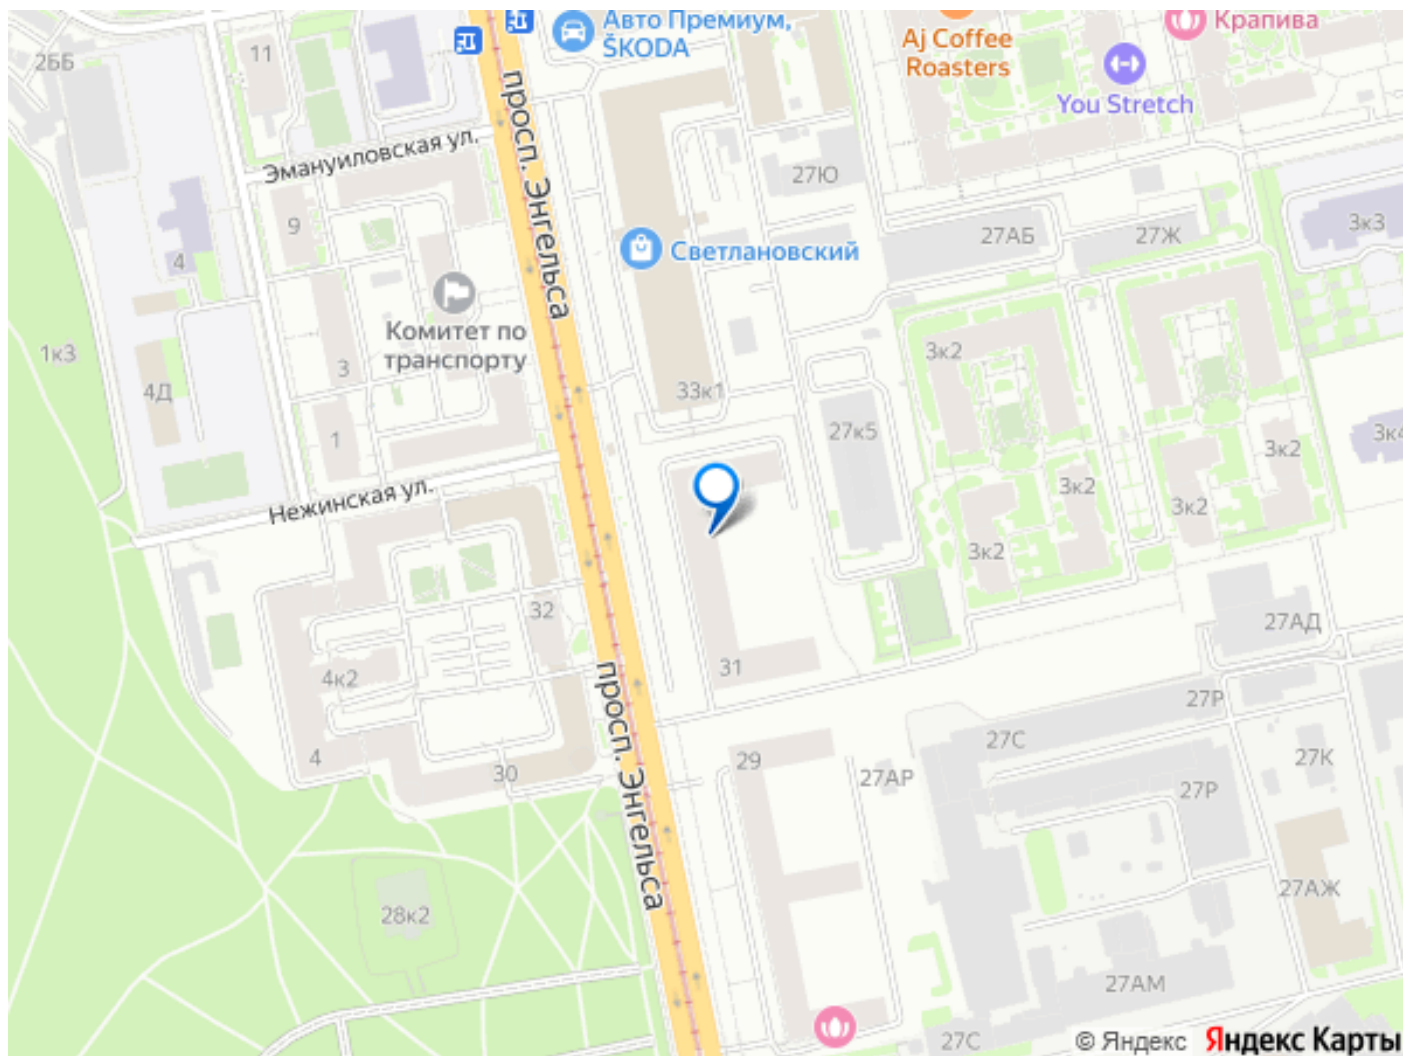 Авто Премиум,
ŠKODA
Крапива
Aj Coffee
Roasters
You Stretch
26Б
11
просп. Энгельса
Эмануиловская ул.
27Ю
9
4
Светлановский
27АБ
27Ж
3к3
Комитет по
транспорту
1к3
3
4Д
33к1
3к2
1
27к5
3к2
3к4
Нежинская ул.
3к2
3к2
3к2
32
27АД
31
4к2
просп. Энгельса
27Р
4
30
29
27АР
27С
27К
27Р
27АЖ
28к2
27АМ
27С
© Яндекс Яндекс Карты